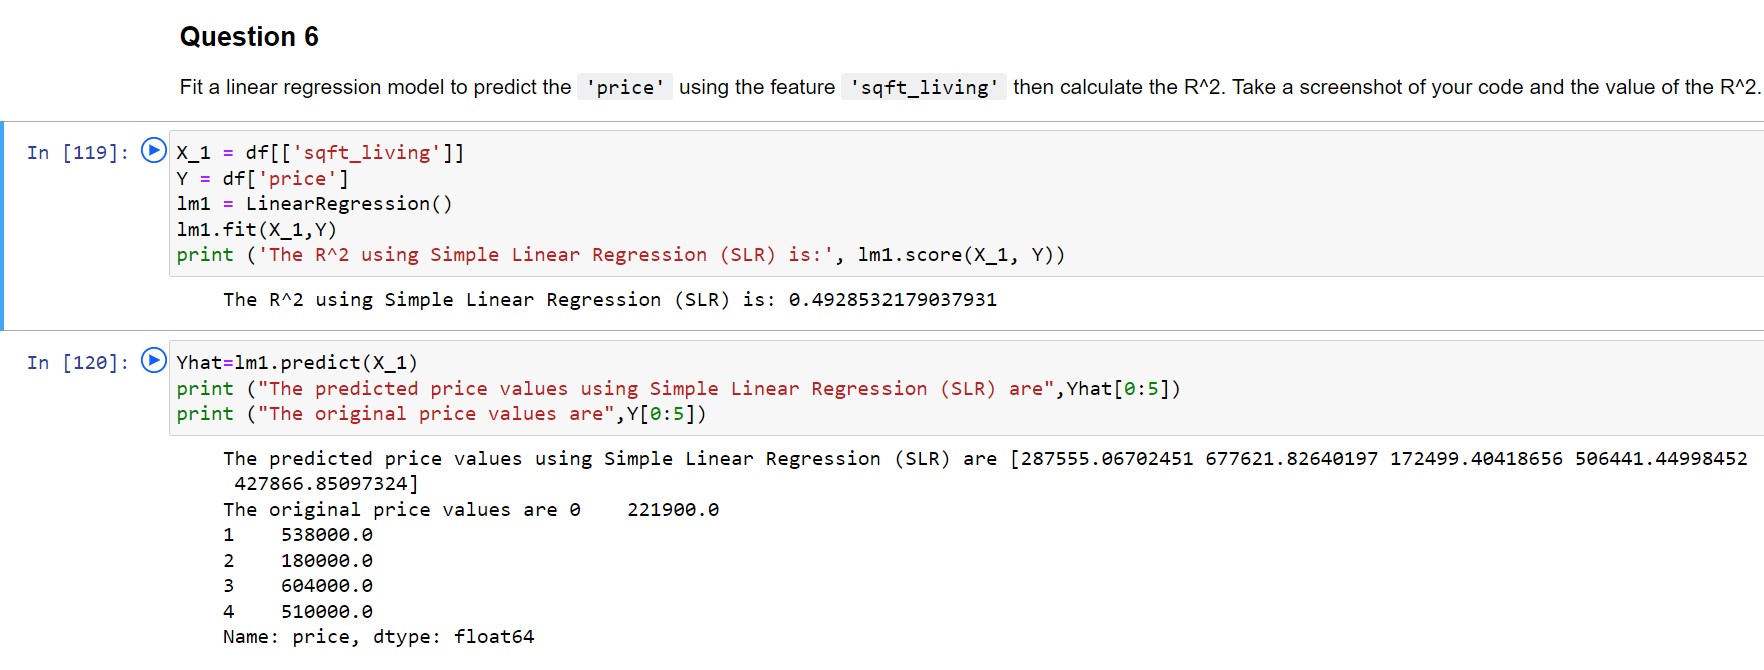 Question 6
Fit a linear regression model to predict the 'price' using the feature 'sqft_living' then calculate the R^2. Take a screenshot of your code and the value of the R^2.
In [119]:
X_1 = df[['sqft_living']]
Y = df['price']
lm1 = LinearRegression()
lm1.fit(X_1,Y)
print ('The R^2 using Simple Linear Regression (SLR) is:', lm1.score(X_1, Y))
The R^2 using Simple Linear Regression (SLR) is: 0.4928532179037931
In [120]:
Yhat=lm1.predict(X_1)
print ("The predicted price values using Simple Linear Regression (SLR) are",Yhat[0:5])
print ("The original price values are",Y[0:5])
The predicted price values using Simple Linear Regression (SLR) are [287555.06702451 677621.82640197 172499.40418656 506441.44998452
427866.85097324]
The original price values are 0    221900.0
1    538000.0
2    180000.0
3    604000.0
4    510000.0
Name: price, dtype: float64